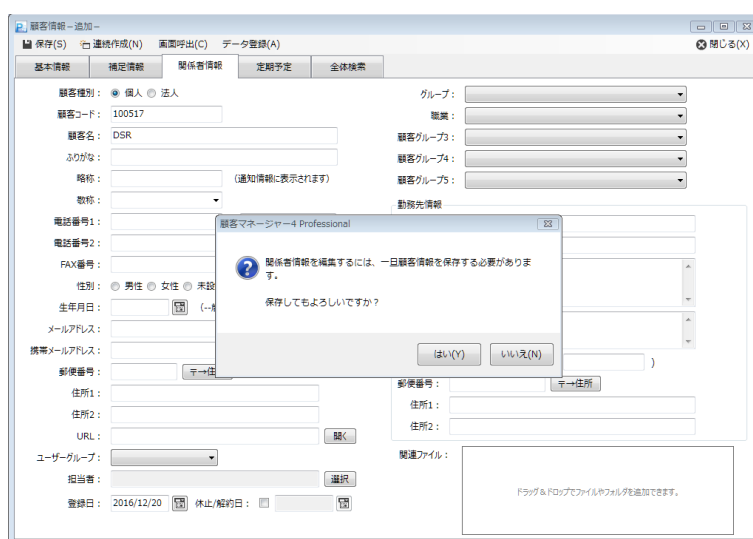 顧客情報－追加－
保存(S) 連続作成(N) 画面呼出(C) データ登録(A) 閉じる(X)
基本情報 補足情報 関係者情報 定期予定 全体検索
顧客種別： 個人 法人
顧客コード： 100517
顧客名： DSR
ふりがな：
略称： (通知情報に表示されます)
敬称：
電話番号1：
電話番号2：
FAX番号：
性別： 男性 女性 未設
生年月日： (--
メールアドレス：
携帯メールアドレス：
郵便番号： 〒→住
住所1：
住所2：
URL： 開く
ユーザーグループ：
担当者： 選択
登録日： 2016/12/20 休止/解約日：
グループ：
職業：
顧客グループ3：
顧客グループ4：
顧客グループ5：
勤務先情報
)
郵便番号： 〒→住所
住所1：
住所2：
関連ファイル：
ドラッグ＆ドロップでファイルやフォルダを追加できます。
顧客マネージャー4 Professional
関係者情報を編集するには、一旦顧客情報を保存する必要がありま
す。
保存してもよろしいですか？
はい(Y) いいえ(N)